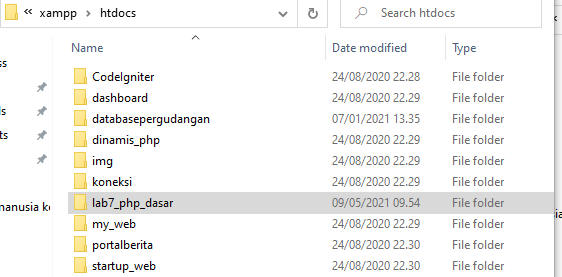 « xampp > htdocs
Search htdocs
Name Date modified Type
ss
CodeIgniter 24/08/2020 22.28 File folder
dashboard 24/08/2020 22.29 File folder
ds databasepergudangan 07/01/2021 13.35 File folder
ts dinamis_php 24/08/2020 22.29 File folder
img 24/08/2020 22.29 File folder
koneksi 24/08/2020 22.29 File folder
manusia ke lab7_php_dasar 09/05/2021 09.54 File folder
my_web 24/08/2020 22.29 File folder
portalberita 24/08/2020 22.30 File folder
startup_web 24/08/2020 22.30 File folder